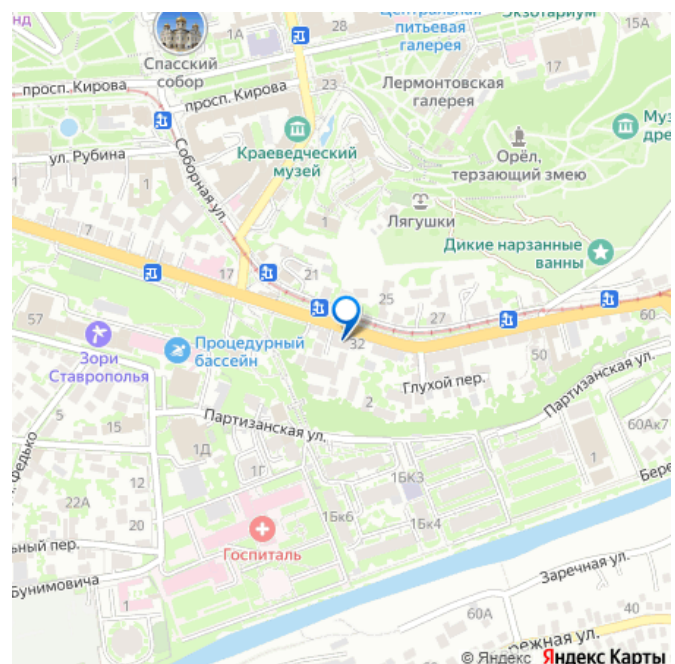 Центральная
питьевая
галерея
Экзотариум
15А
1А
28
17
Спасский
собор
просп. Кирова
просп. Кирова
23
Лермонтовская
галерея
Краеведческий
музей
Орёл,
терзающий змею
ул. Рубина
Соборная ул.
1
1
Лягушки
Дикие нарзанные
ванны
7
17
21
25
27
60
57
Зори
Ставрополья
Процедурный
бассейн
32
50
Глухой пер.
Партизанская ул.
2
Партизанская ул.
5
15
1Д
1Г
1БК3
60Ак7
1
22А
12
20
1Бк6
1Бк4
Госпиталь
Бунимовича
1
Заречная ул.
60А
40
© Яндекс Яндекс Карты